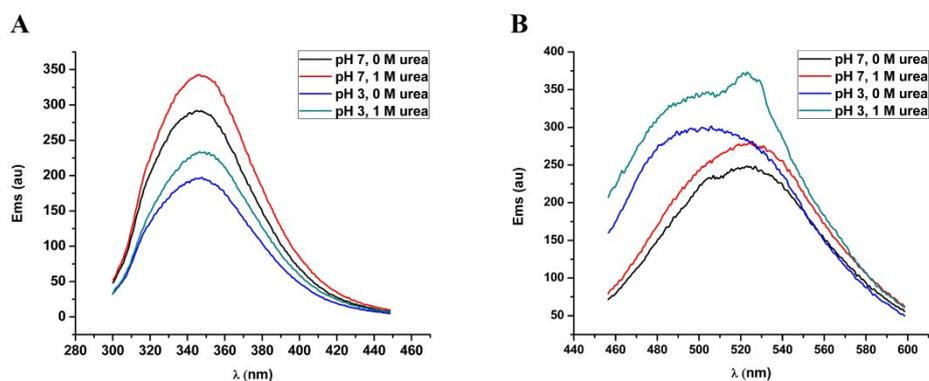 A
pH 7, 0 M urea
pH 7, 1 M urea
pH 3, 0 M urea
pH 3, 1 M urea
350
300
250
200
150
100
50
0
Ems (au)
280 300 320 340 360 380 400 420 440 460
λ (nm)
B
pH 7, 0 M urea
pH 7, 1 M urea
pH 3, 0 M urea
pH 3, 1 M urea
400
350
300
250
200
150
100
50
Ems (au)
440 460 480 500 520 540 560 580 600
λ (nm)